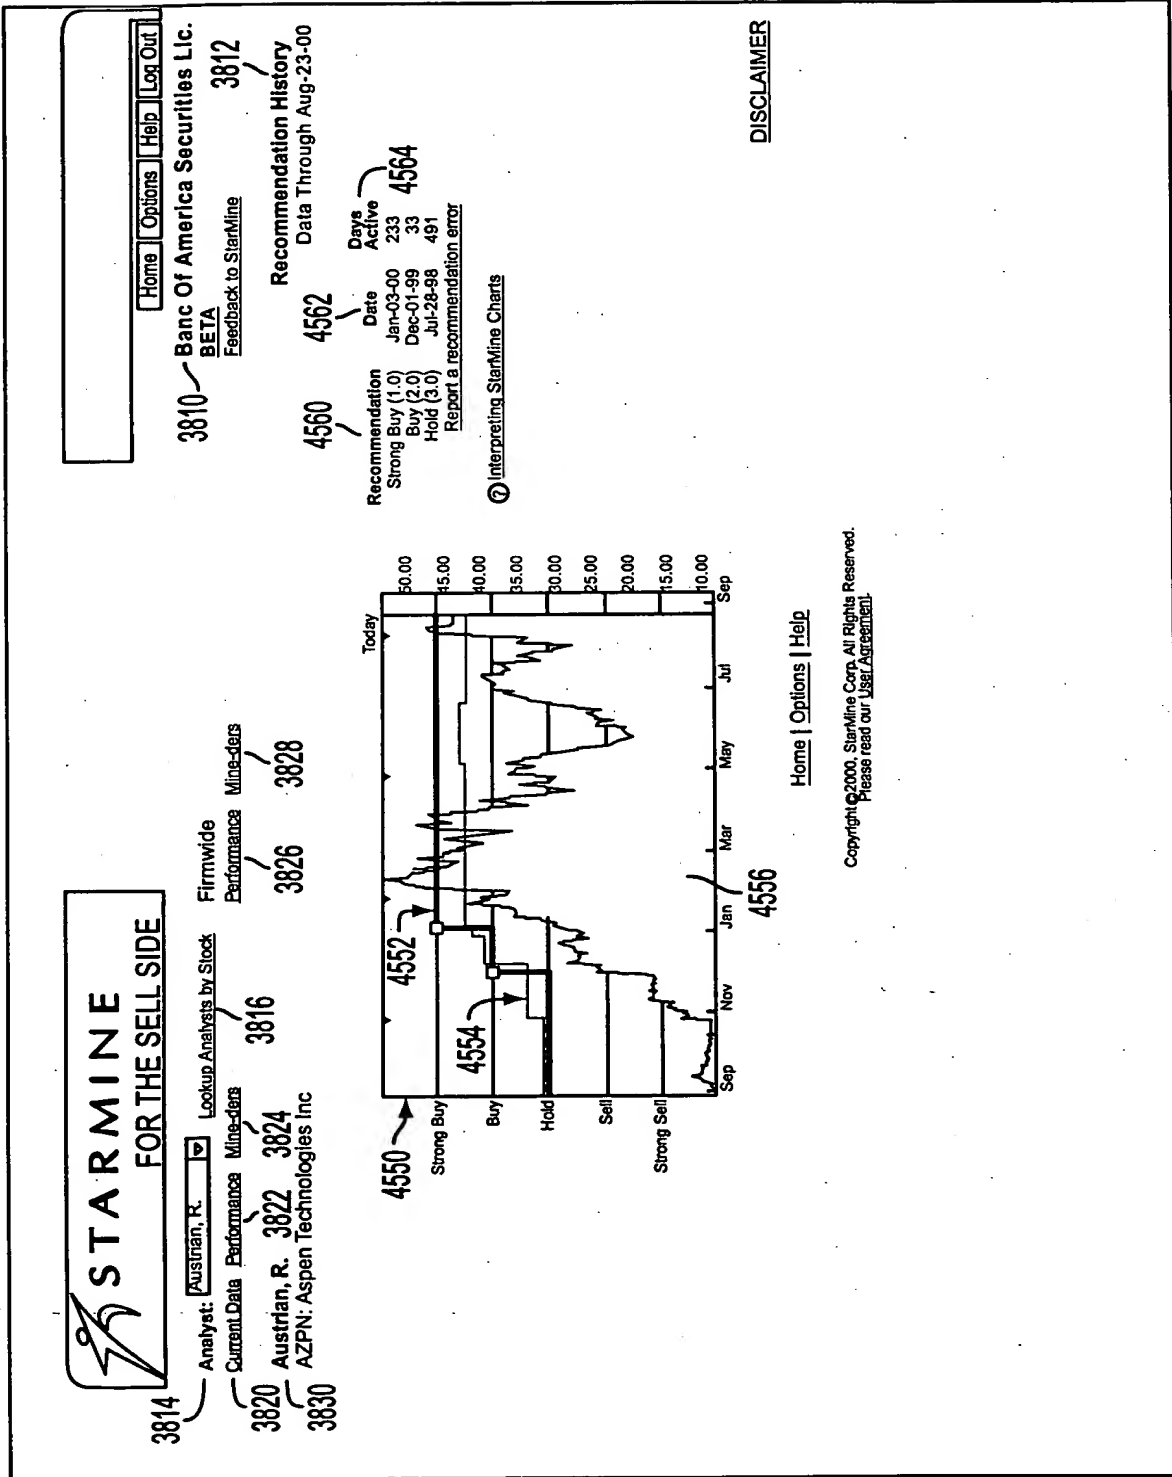 STARMINE
FOR THE SELL SIDE
Home Options Help Log Out
3810 Banc Of America Securities Llc.
BETA
Feedback to StarMine
3812
3814
Analyst: Austrian, R. Lookup Analysts by Stock
3816
Firmwide
Current Data Performance Mine-ders
Performance Mine-ders
3820
3822
3824
3826
3828
Austrian, R.
3830
AZPN: Aspen Technologies Inc
Recommendation History
Data Through Aug-23-00
4560
4562
4564
Recommendation Date Days Active
Strong Buy (1.0) Jan-03-00 233
Buy (2.0) Dec-01-99 33
Hold (3.0) Jul-28-98 491
Report a recommendation error
? Interpreting StarMine Charts
4550
4552
4554
4556
Today
Strong Buy
Buy
Hold
Sell
Strong Sell
50.00
45.00
40.00
35.00
30.00
25.00
20.00
15.00
10.00
Sep Nov Jan Mar May Jul Sep
Home | Options | Help
Copyright ©2000, StarMine Corp. All Rights Reserved.
Please read our User Agreement.
DISCLAIMER